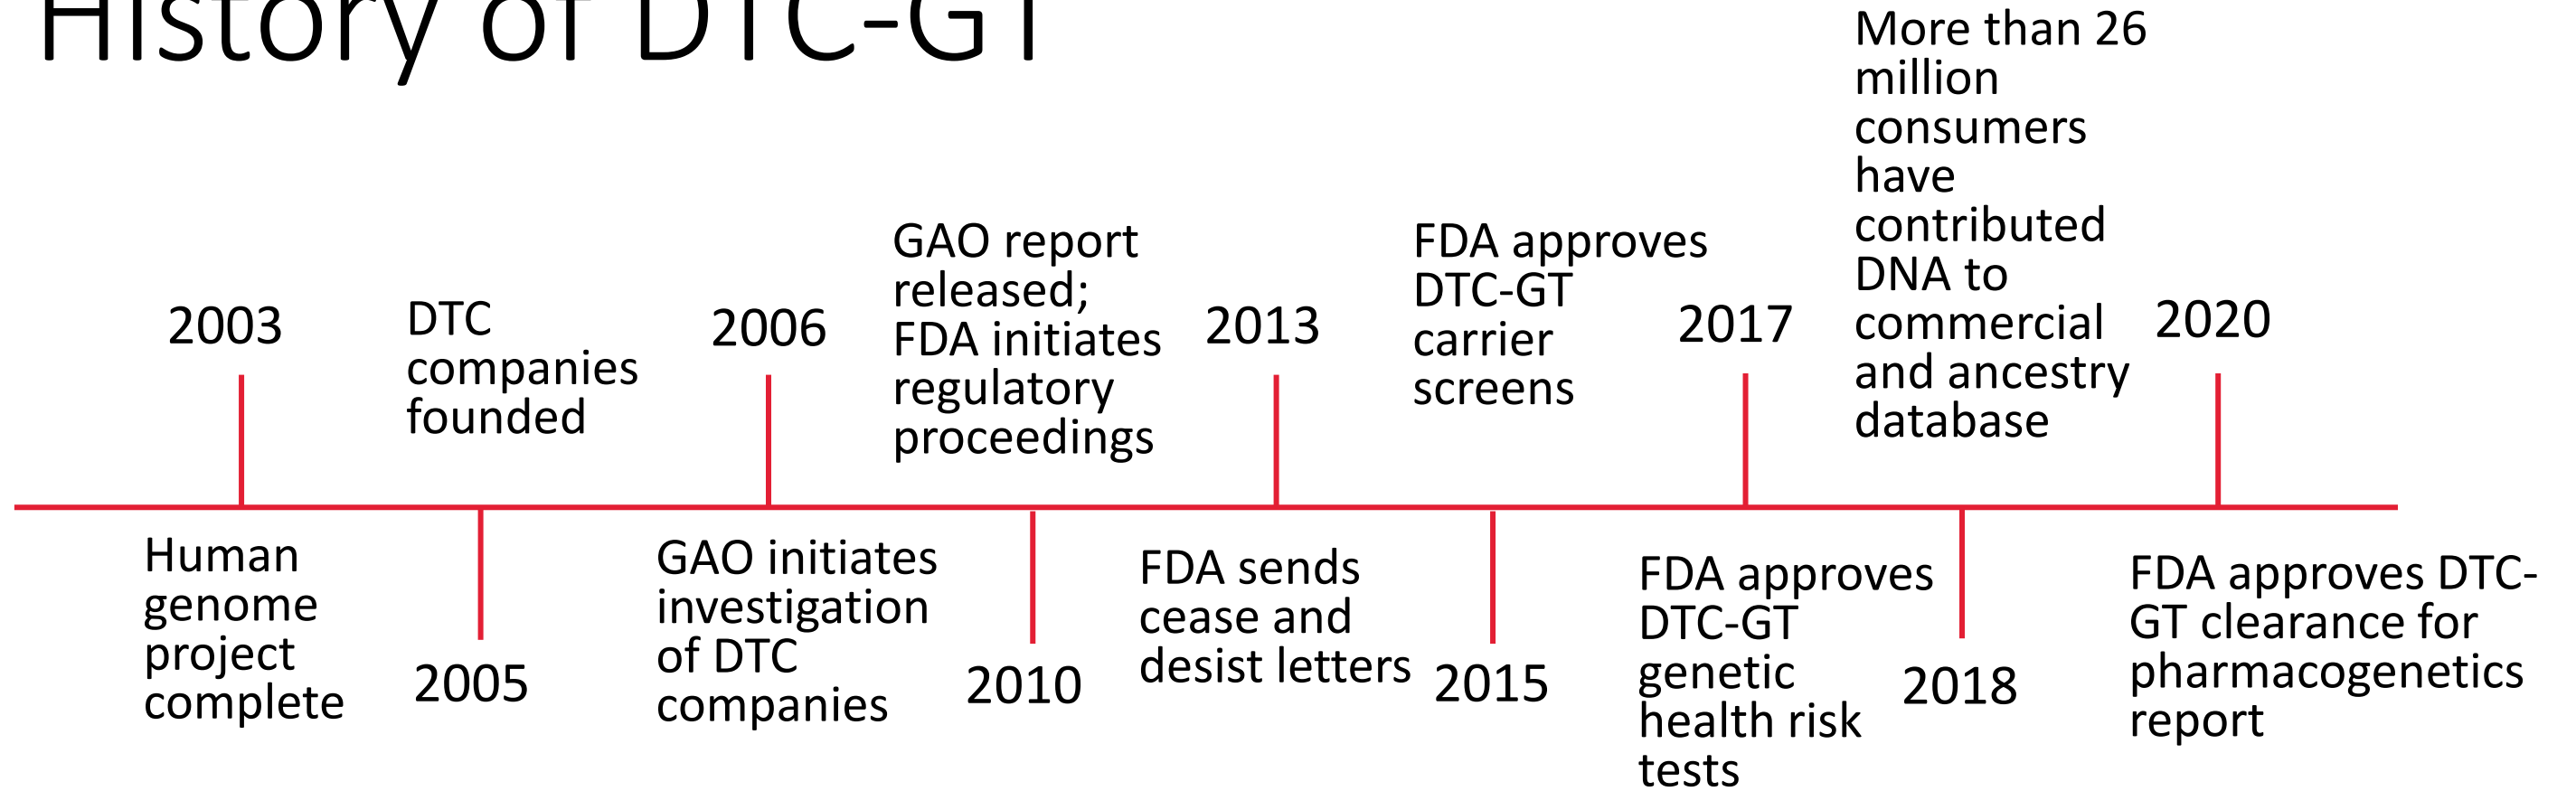 History of DTC-GT
2003
Human
genome
project
complete
DTC
companies
founded
2005
2006
GAO initiates
investigation
of DTC
companies
GAO report
released;
FDA initiates
regulatory
proceedings
2010
2013
FDA sends
cease and
desist letters
FDA approves
DTC-GT
carrier
screens
2015
2017
FDA approves
DTC-GT
genetic
health risk
tests
More than 26
million
consumers
have
contributed
DNA to
commercial
and ancestry
database
2018
2020
FDA approves DTC-
GT clearance for
pharmacogenetics
report